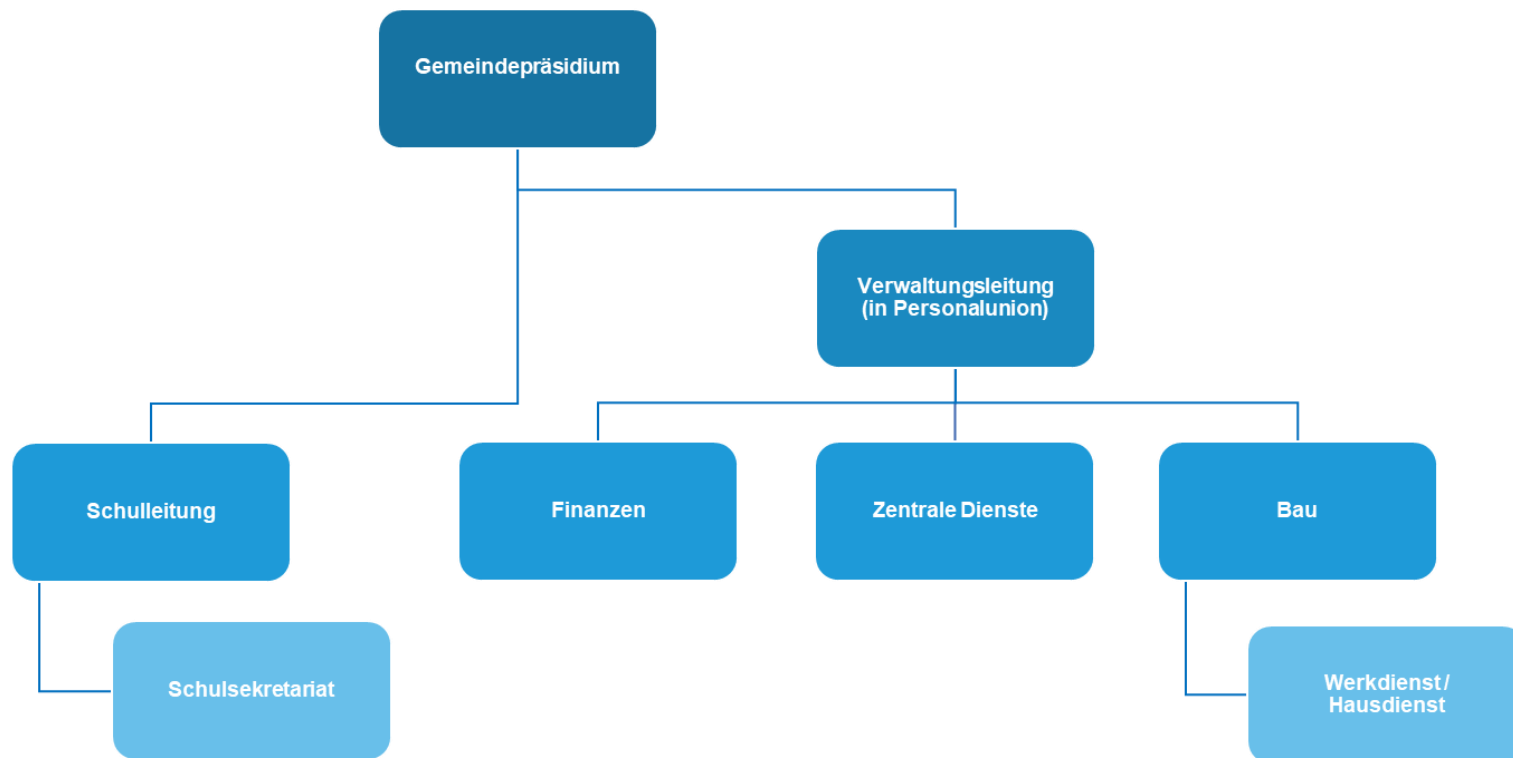 Gemeindepräsidium
Verwaltungsleitung
(in Personalunion)
Schulleitung
Finanzen
Zentrale Dienste
Bau
Schulsekretariat
Werkdienst /
Hausdienst